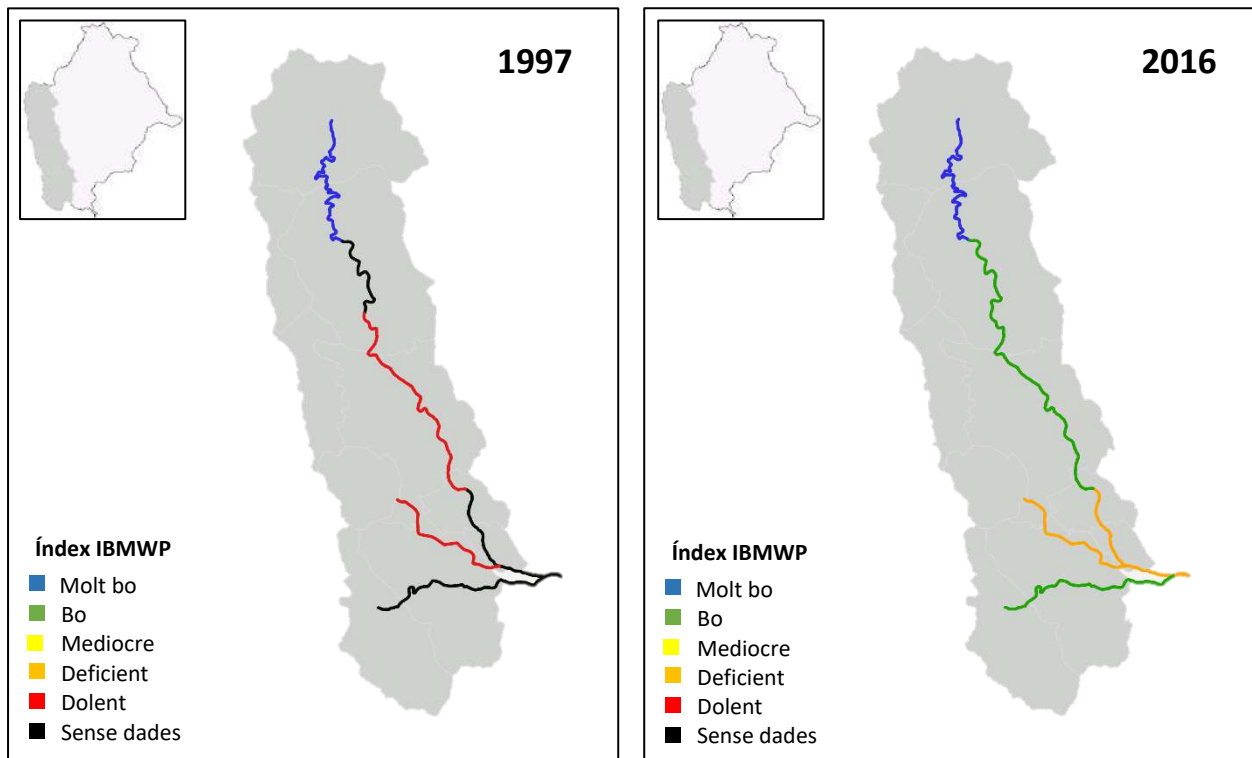 1997
Índex IBMWP
Molt bo
Bo
Mediocre
Deficient
Dolent
Sense dades
2016
Índex IBMWP
Molt bo
Bo
Mediocre
Deficient
Dolent
Sense dades